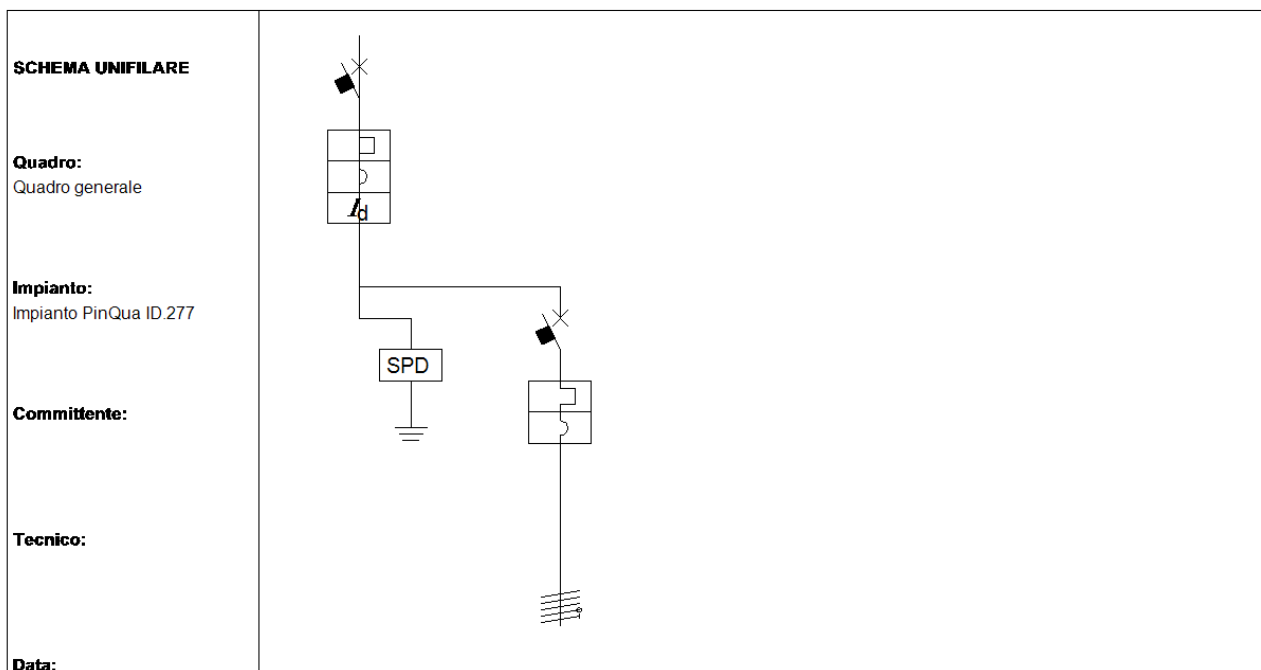 SCHEMA UNIFILARE
Quadro:
Quadro generale
Impianto:
Impianto PinQua ID.277
Committente:
Tecnico:
Data:
Id
SPD